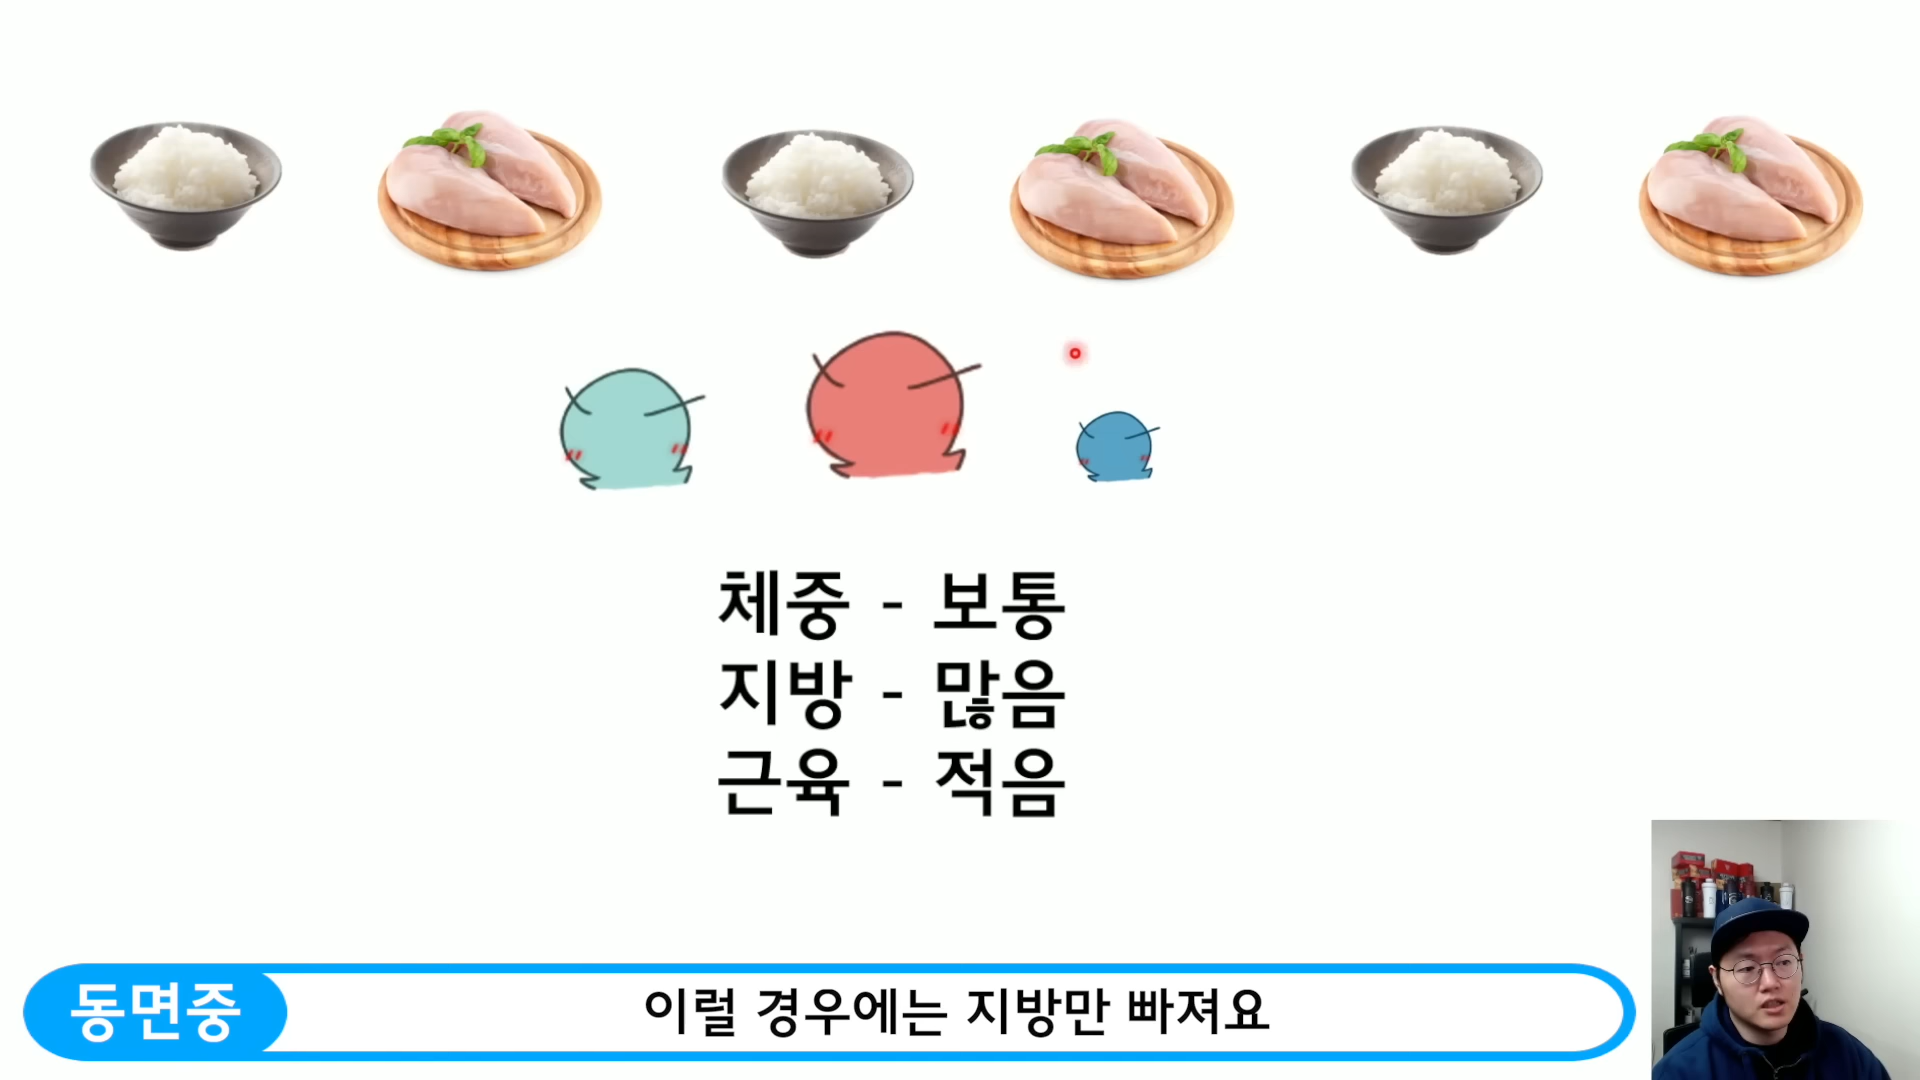 체중 - 보통
지방 - 많음
근육 - 적음
동면중
이럴 경우에는 지방만 빠져요